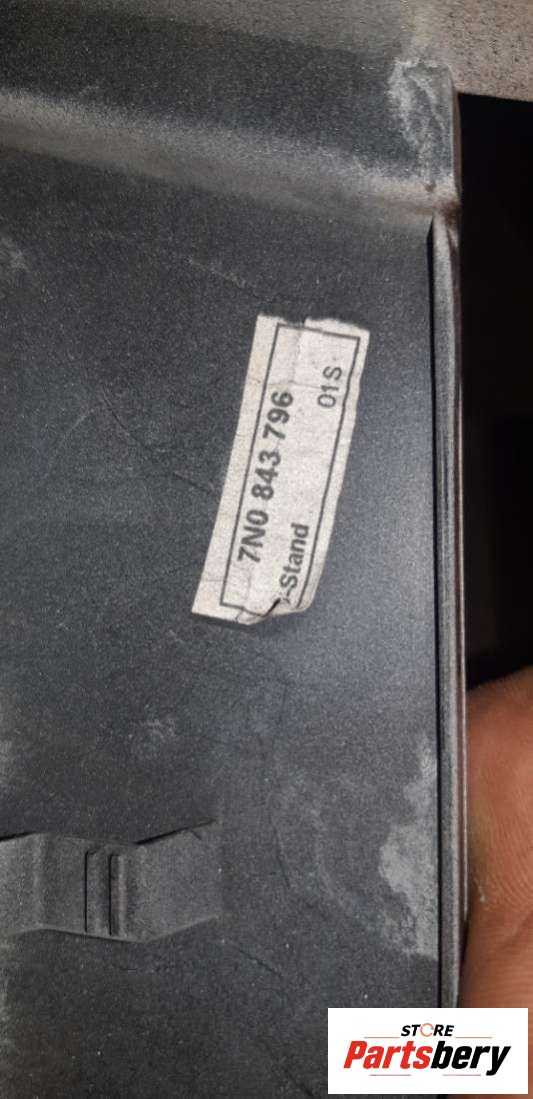 7N0 843 796
01S
-Stand
STORE
Partsbery